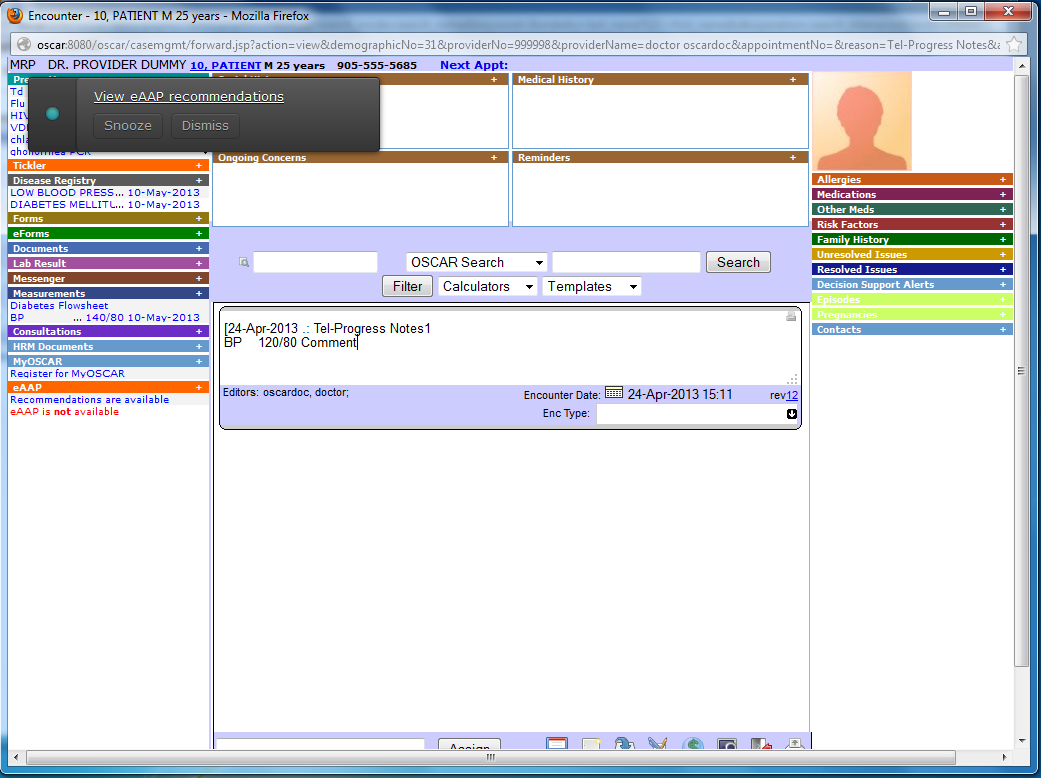 Encounter - 10, PATIENT M 25 years - Mozilla Firefox
oscar:8080/oscar/casemgmt/forward.jsp?action=view&demographicNo=31&providerNo=999998&providerName=doctor oscardoc&appointmentNo=&reason=Tel-Progress Notes&a
MRP DR. PROVIDER DUMMY 10, PATIENT M 25 years 905-555-5685 Next Appt:
View eAAP recommendations
Snooze Dismiss
Td
Flu
HIV
VDI
chla
Tickler +
Disease Registry +
LOW BLOOD PRESS... 10-May-2013
DIABETES MELLITU... 10-May-2013
Forms +
eForms +
Documents +
Lab Result +
Messenger +
Measurements +
Diabetes Flowsheet
BP ... 140/80 10-May-2013
Consultations +
HRM Documents +
MyOSCAR +
Register for MyOSCAR
eAAP +
Recommendations are available
eAAP is not available
+
Medical History +
Ongoing Concerns +
Reminders +
OSCAR Search Search
Filter Calculators Templates
[24-Apr-2013 .: Tel-Progress Notes1
BP 120/80 Comment
Editors: oscardoc, doctor;
Encounter Date: 24-Apr-2013 15:11 rev12
Enc Type:
Assign
Allergies +
Medications +
Other Meds +
Risk Factors +
Family History +
Unresolved Issues +
Resolved Issues +
Decision Support Alerts +
Episodes +
Pregnancies +
Contacts +